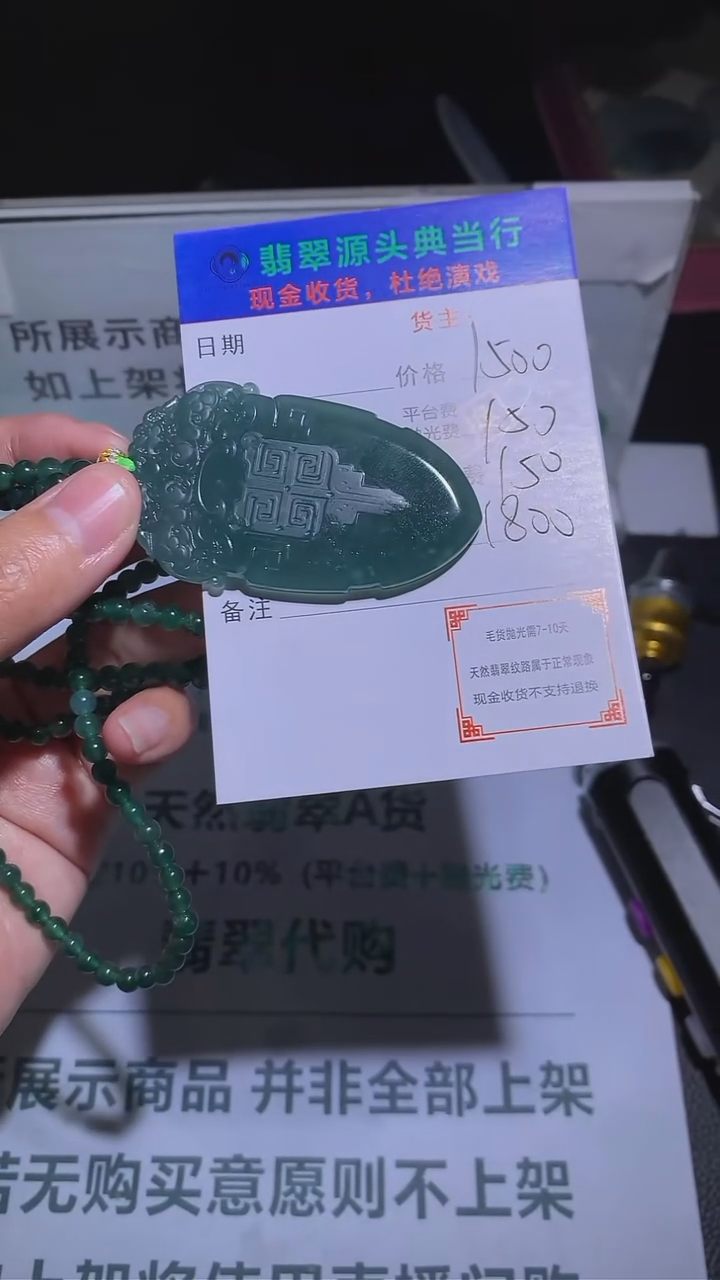 翡翠源头典当行
现金收货，杜绝滇戏
货主:
日期
价格 1500
平台费 150
光费
费 150
1800
备注
毛货抛光需7-10天
天然翡翠纹路属于正常现象
现金收货不支持退换
所展示商
如上架
天然翡翠A货
10%+10% (平台费+抛光费)
翡翠代购
展示商品 并非全部上架
若无购买意愿则不上架